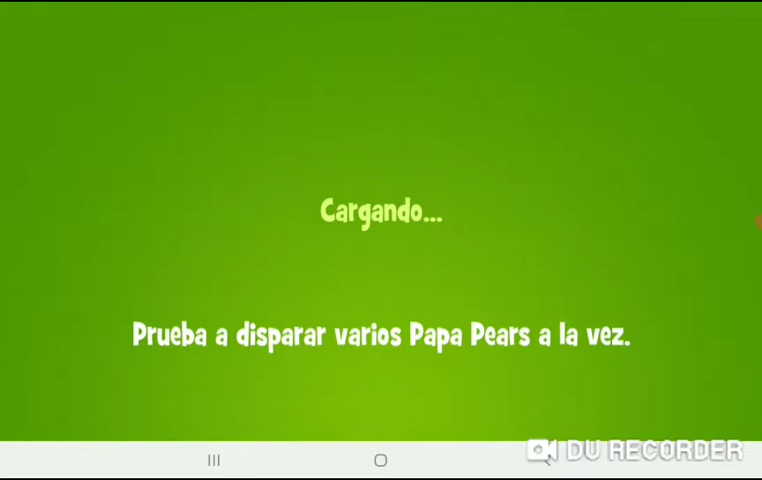 Cargando...
Prueba a disparar varios Papa Pears a la vez.
DU RECORDER